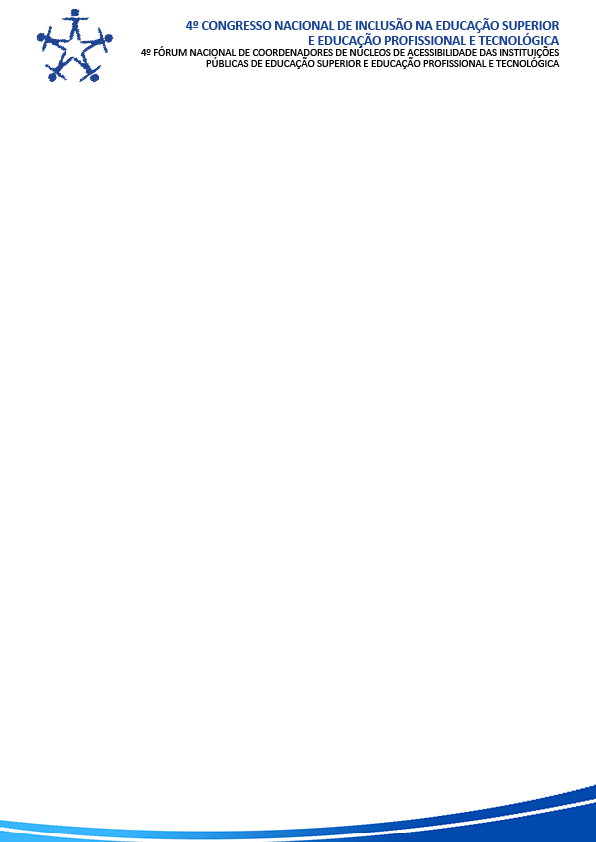 4º CONGRESSO NACIONAL DE INCLUSÃO NA EDUCAÇÃO SUPERIOR
E EDUCAÇÃO PROFISSIONAL E TECNOLÓGICA
4º FÓRUM NACIONAL DE COORDENADORES DE NÚCLEOS DE ACESSIBILIDADE DAS INSTITUIÇÕES
PÚBLICAS DE EDUCAÇÃO SUPERIOR E EDUCAÇÃO PROFISSIONAL E TECNOLÓGICA